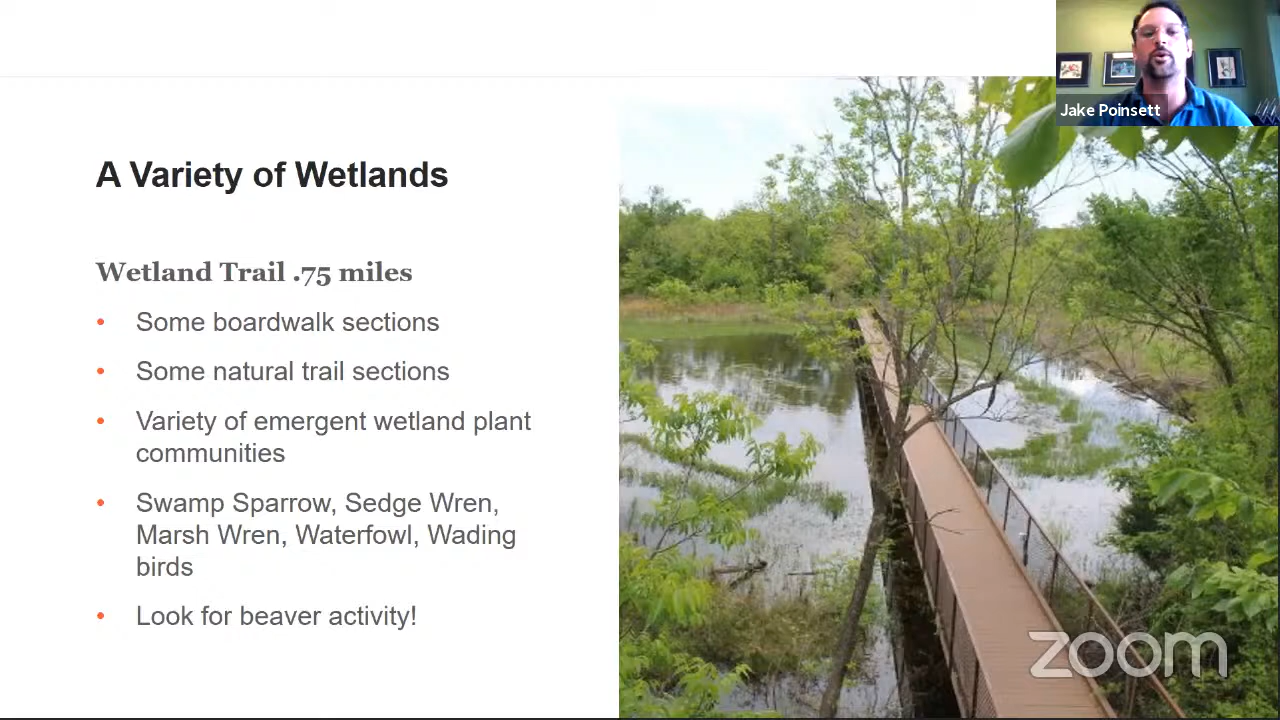 Jake Poinsett
A Variety of Wetlands
Wetland Trail .75 miles
• Some boardwalk sections
• Some natural trail sections
• Variety of emergent wetland plant
communities
• Swamp Sparrow, Sedge Wren,
Marsh Wren, Waterfowl, Wading
birds
• Look for beaver activity!
zoom